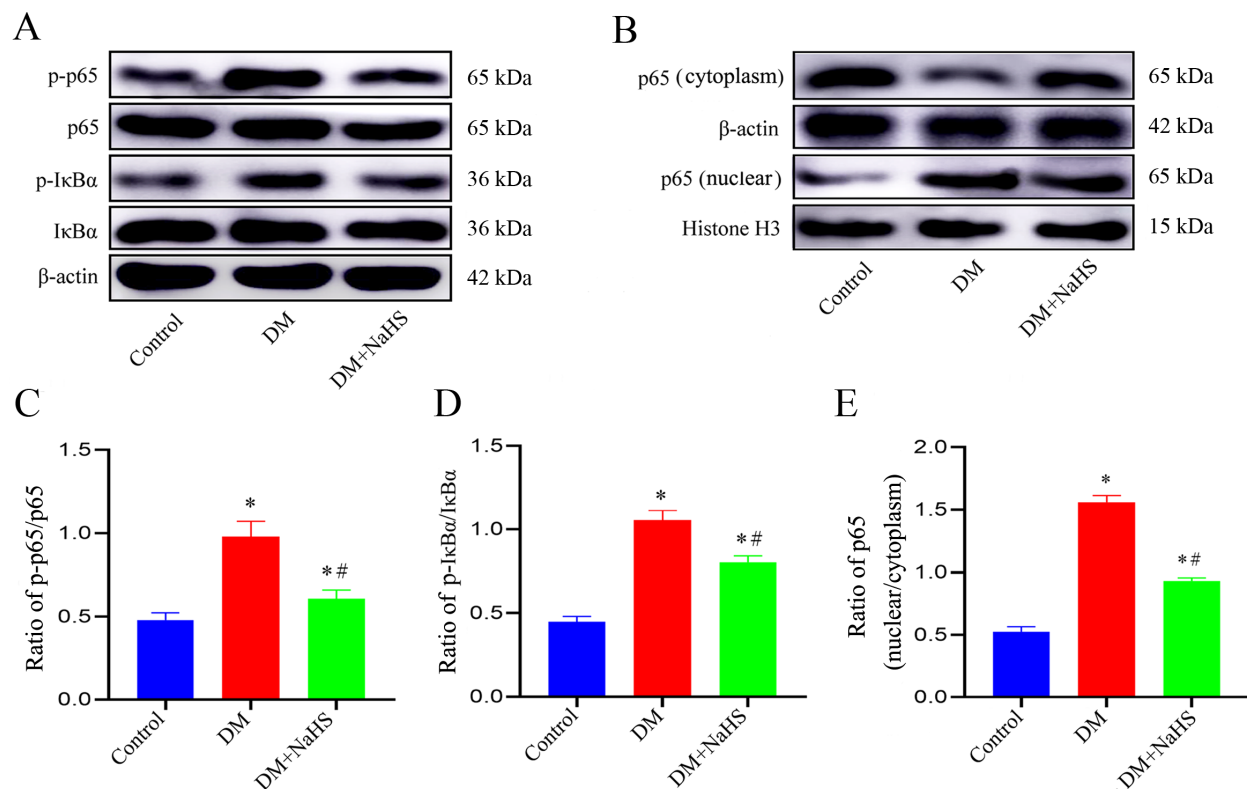 A
p-p65 65 kDa
p65 65 kDa
p-IκBα 36 kDa
IκBα 36 kDa
β-actin 42 kDa
Control DM DM+NaHS
B
p65 (cytoplasm) 65 kDa
β-actin 42 kDa
p65 (nuclear) 65 kDa
Histone H3 15 kDa
Control DM DM+NaHS
C
Ratio of p-p65/p65
1.5
1.0
0.5
0.0
*
*#
Control DM DM+NaHS
D
Ratio of p-IκBα/IκBα
1.5
1.0
0.5
0.0
*
*#
Control DM DM+NaHS
E
Ratio of p65
(nuclear/cytoplasm)
2.0
1.5
1.0
0.5
0.0
*
*#
Control DM DM+NaHS